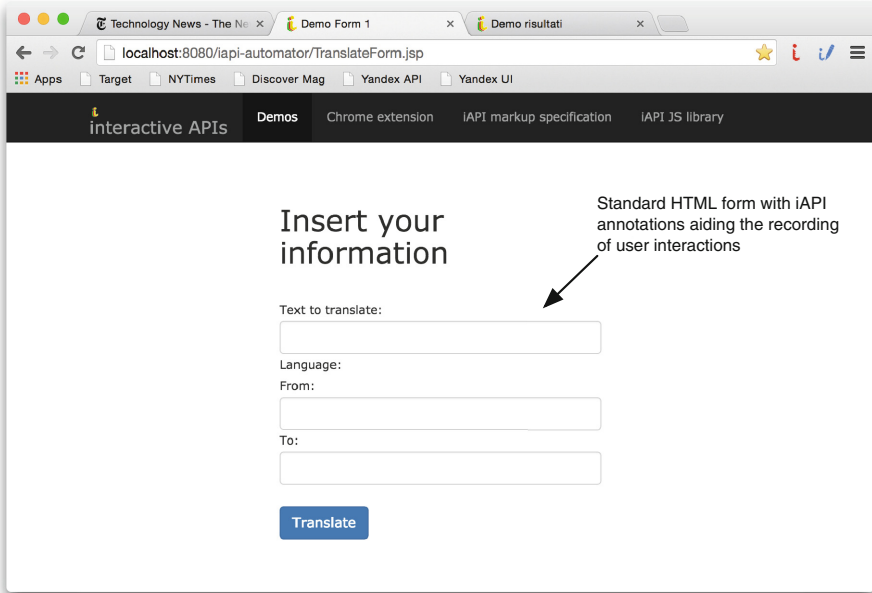 Technology News - The Ne
Demo Form 1
Demo risultati
localhost:8080/iapi-automator/TranslateForm.jsp
Apps Target NYTimes Discover Mag Yandex API Yandex UI
interactive APIs Demos Chrome extension iAPI markup specification iAPI JS library
Insert your
information
Standard HTML form with iAPI
annotations aiding the recording
of user interactions
Text to translate:
Language:
From:
To:
Translate